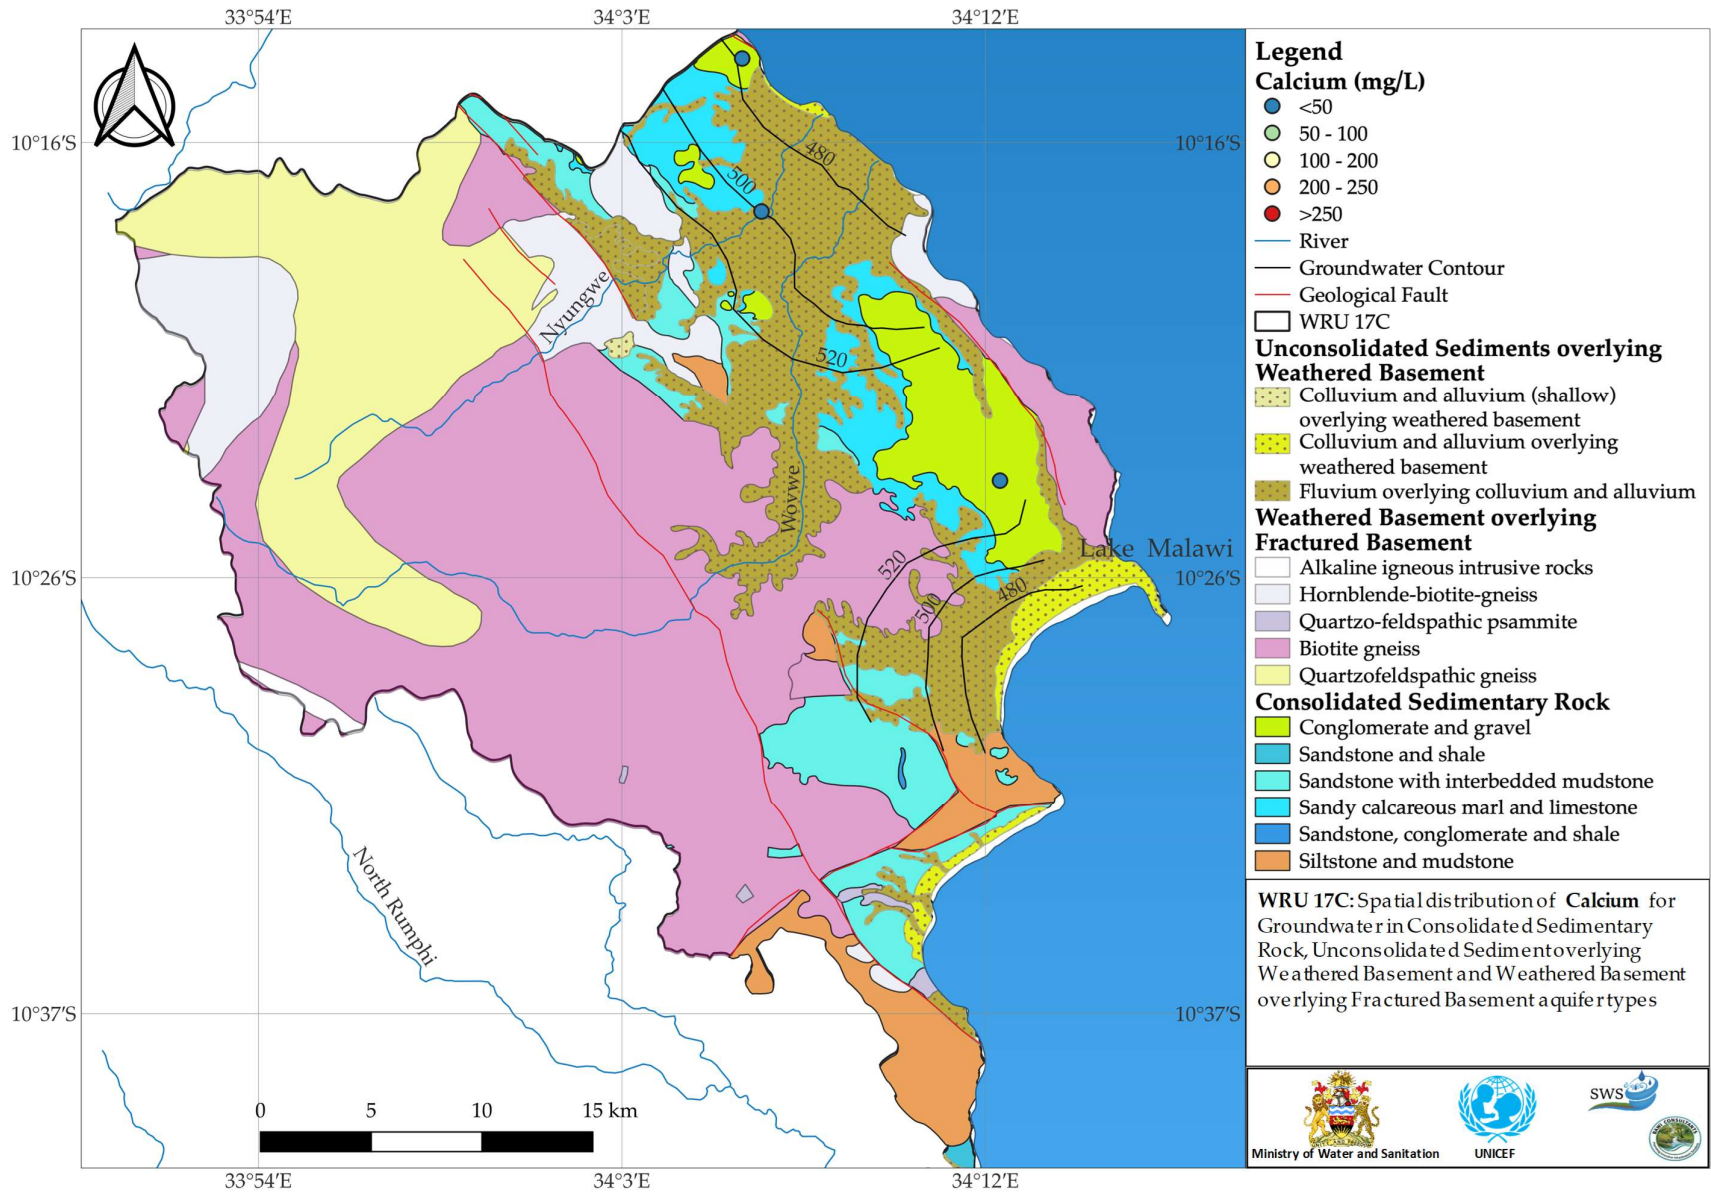 33°54′E 34°3′E 34°12′E
10°16′S 10°16′S
480
500
Nyungwe
520
Wovwe
Lake Malawi
10°26′S 10°26′S
520
500
480
North Rumphi
10°37′S 10°37′S
0 5 10 15 km
33°54′E 34°3′E 34°12′E
Legend
Calcium (mg/L)
<50
50 - 100
100 - 200
200 - 250
>250
River
Groundwater Contour
Geological Fault
WRU 17C
Unconsolidated Sediments overlying
Weathered Basement
Colluvium and alluvium (shallow)
overlying weathered basement
Colluvium and alluvium overlying
weathered basement
Fluvium overlying colluvium and alluvium
Weathered Basement overlying
Fractured Basement
Alkaline igneous intrusive rocks
Hornblende-biotite-gneiss
Quartzo-feldspathic psammite
Biotite gneiss
Quartzofeldspathic gneiss
Consolidated Sedimentary Rock
Conglomerate and gravel
Sandstone and shale
Sandstone with interbedded mudstone
Sandy calcareous marl and limestone
Sandstone, conglomerate and shale
Siltstone and mudstone
WRU 17C: Spatial distribution of Calcium for
Groundwater in Consolidated Sedimentary
Rock, Unconsolidated Sediment overlying
Weathered Basement and Weathered Basement
overlying Fractured Basement aquifer types
SWS
Ministry of Water and Sanitation UNICEF